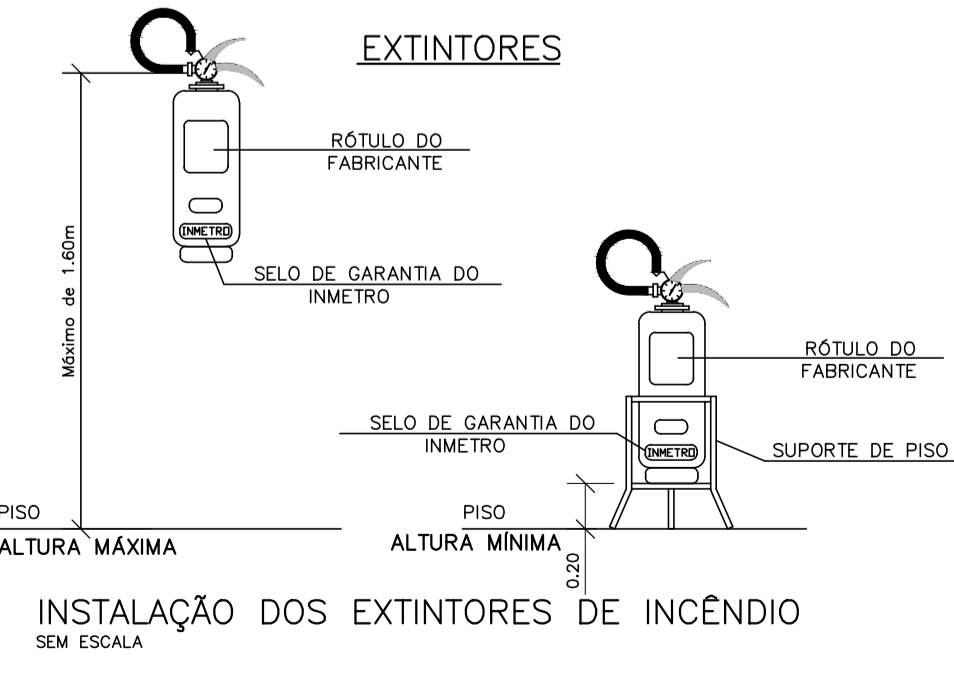 EXTINTORES
RÓTULO DO
FABRICANTE
INMETRO
SELO DE GARANTIA DO
INMETRO
Máximo de 1.60m
PISO
ALTURA MÁXIMA
RÓTULO DO
FABRICANTE
SELO DE GARANTIA DO
INMETRO
INMETRO
SUPORTE DE PISO
PISO
ALTURA MÍNIMA
0.20
INSTALAÇÃO DOS EXTINTORES DE INCÊNDIO
SEM ESCALA